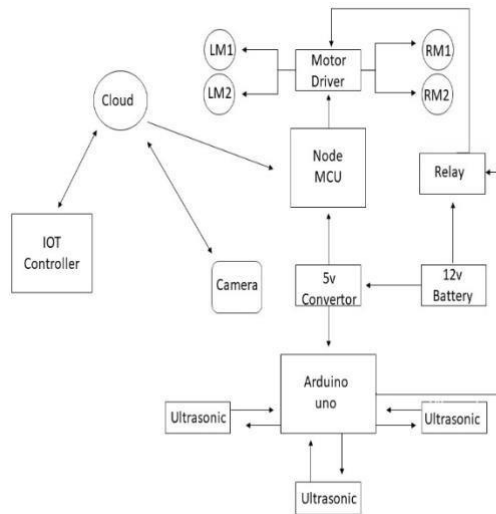 LM1
RM1
Motor
Driver
LM2
RM2
Cloud
Node
MCU
Relay
IOT
Controller
Camera
5v
Convertor
12v
Battery
Arduino
uno
Ultrasonic
Ultrasonic
Ultrasonic